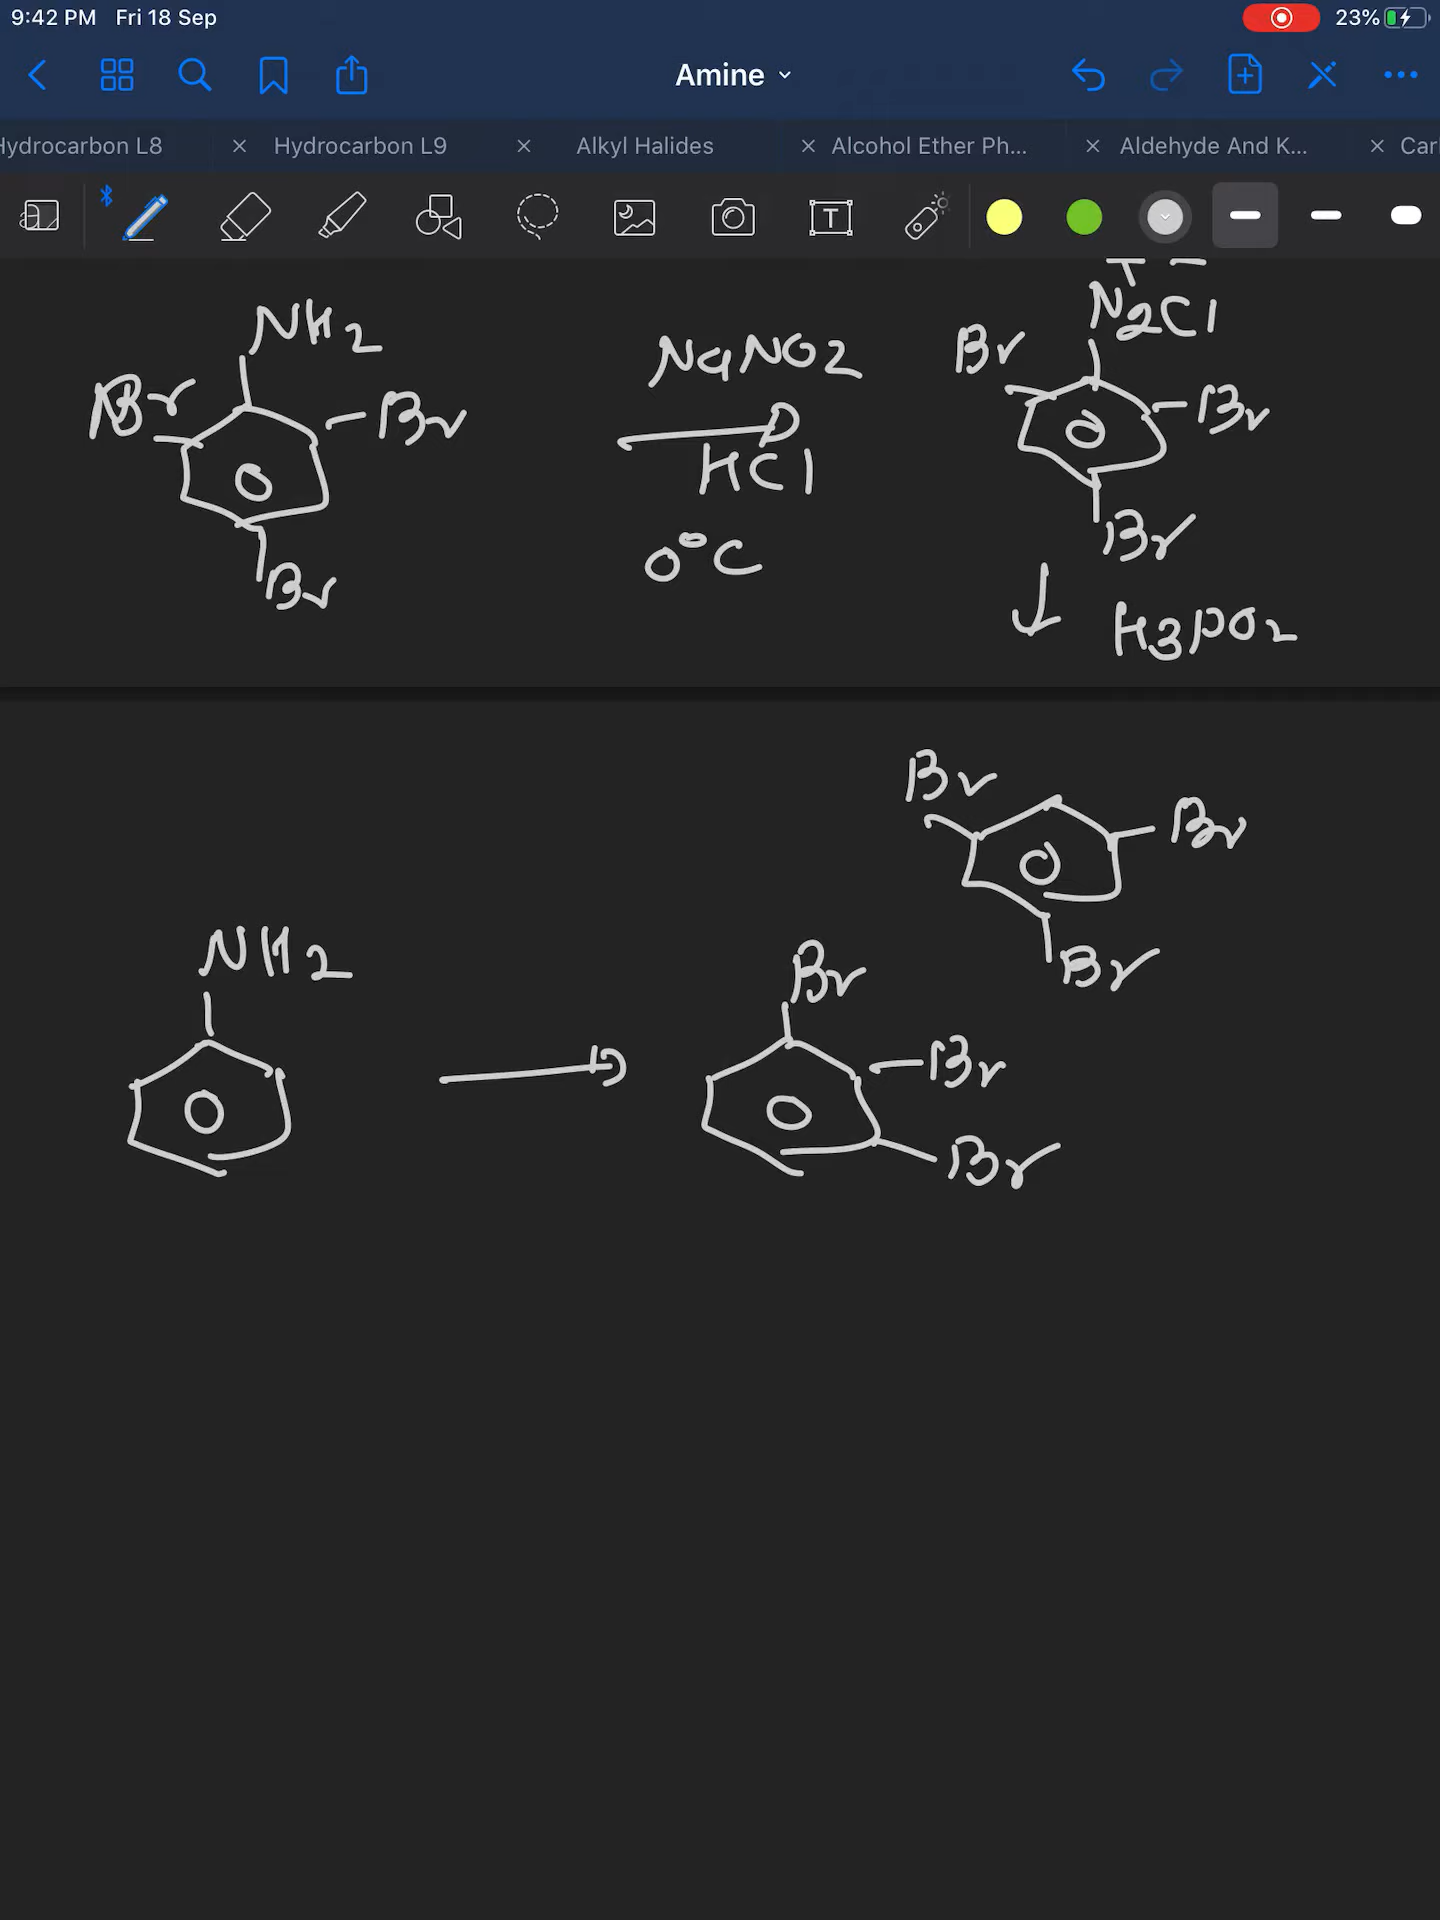 9:42 PM Fri 18 Sep 23%
Amine
Hydrocarbon L8 Hydrocarbon L9 Alkyl Halides Alcohol Ether Ph... Aldehyde And K... Car
T
NH2
Br
Br
Br
NaNO2
HCl
0°C
N2Cl
Br
Br
Br
H3PO2
Br
Br
Br
NH2
Br
Br
Br